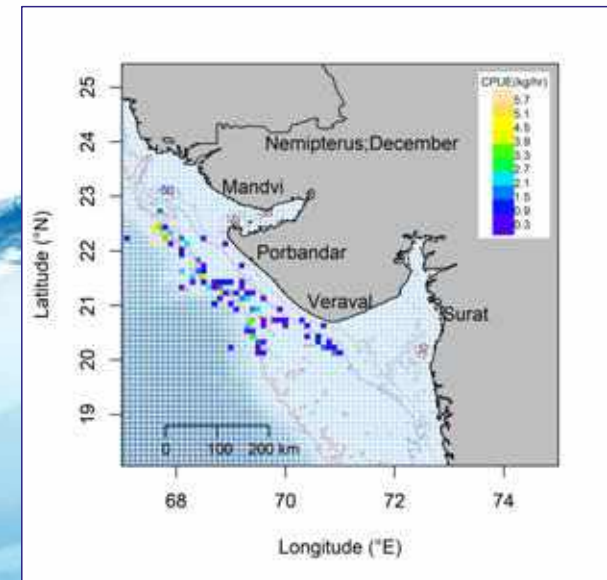 CPUE(kg/hr)
5.7
5.1
4.5
3.9
3.3
2.7
2.1
1.5
0.9
0.3
Nemipterus;December
Mandvi
Porbandar
Veraval
Surat
Latitude (°N)
25
24
23
22
21
20
19
0 100 200 km
68 70 72 74
Longitude (°E)